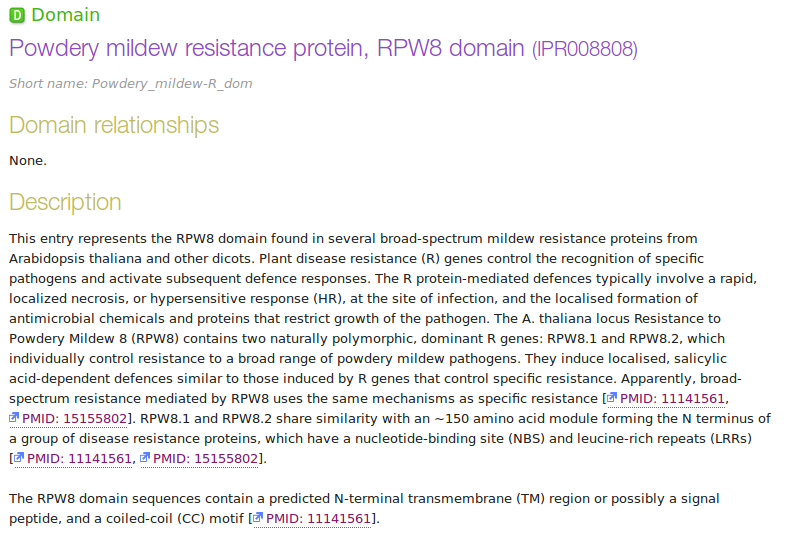 D Domain
Powdery mildew resistance protein, RPW8 domain (IPR008808)
Short name: Powdery_mildew-R_dom
Domain relationships
None.
Description
This entry represents the RPW8 domain found in several broad-spectrum mildew resistance proteins from
Arabidopsis thaliana and other dicots. Plant disease resistance (R) genes control the recognition of specific
pathogens and activate subsequent defence responses. The R protein-mediated defences typically involve a rapid,
localized necrosis, or hypersensitive response (HR), at the site of infection, and the localised formation of
antimicrobial chemicals and proteins that restrict growth of the pathogen. The A. thaliana locus Resistance to
Powdery Mildew 8 (RPW8) contains two naturally polymorphic, dominant R genes: RPW8.1 and RPW8.2, which
individually control resistance to a broad range of powdery mildew pathogens. They induce localised, salicylic
acid-dependent defences similar to those induced by R genes that control specific resistance. Apparently, broad-
spectrum resistance mediated by RPW8 uses the same mechanisms as specific resistance [PMID: 11141561,
PMID: 15155802]. RPW8.1 and RPW8.2 share similarity with an ~150 amino acid module forming the N terminus of
a group of disease resistance proteins, which have a nucleotide-binding site (NBS) and leucine-rich repeats (LRRs)
[PMID: 11141561, PMID: 15155802].
The RPW8 domain sequences contain a predicted N-terminal transmembrane (TM) region or possibly a signal
peptide, and a coiled-coil (CC) motif [PMID: 11141561].